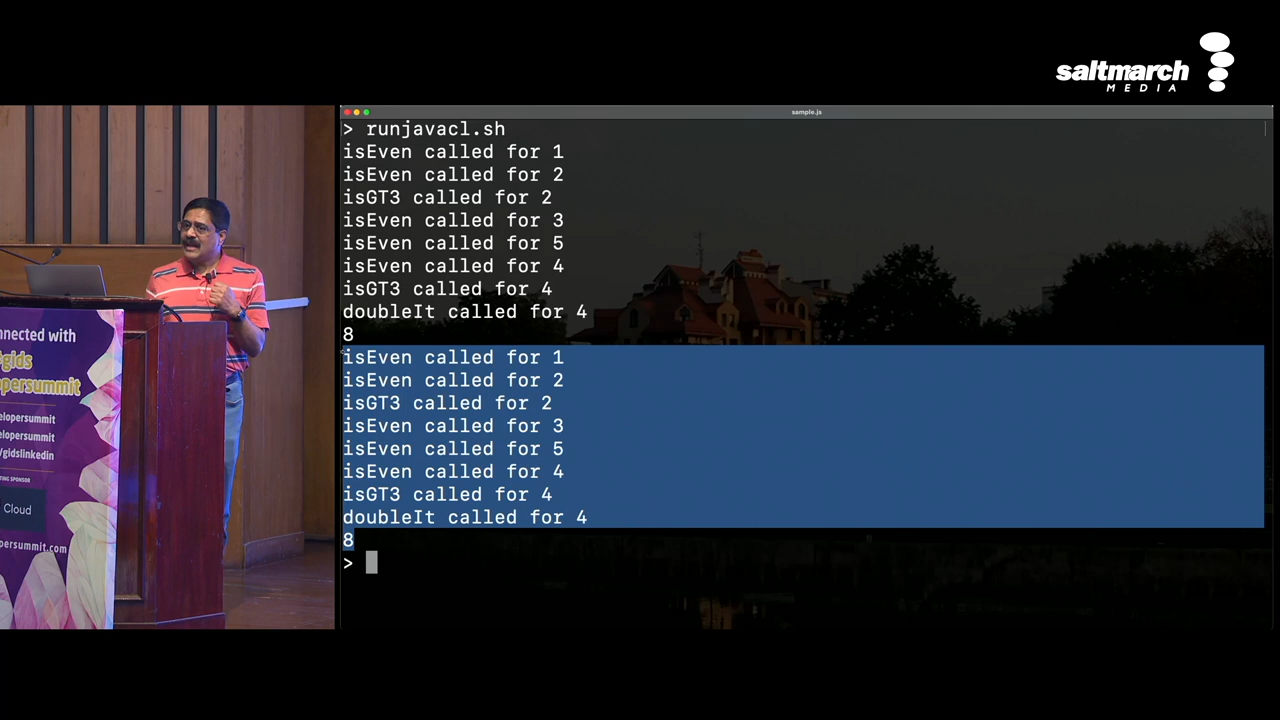 saltmarch
MEDIA
sample.js
> runjavacl.sh
isEven called for 1
isEven called for 2
isGT3 called for 2
isEven called for 3
isEven called for 5
isEven called for 4
isGT3 called for 4
doubleIt called for 4
8
isEven called for 1
isEven called for 2
isGT3 called for 2
isEven called for 3
isEven called for 5
isEven called for 4
isGT3 called for 4
doubleIt called for 4
8
>
nnected with
gids
opersummit
elopersummit
elopersummit
/gidslinkedin
TING SPONSOR
Cloud
persummit.com